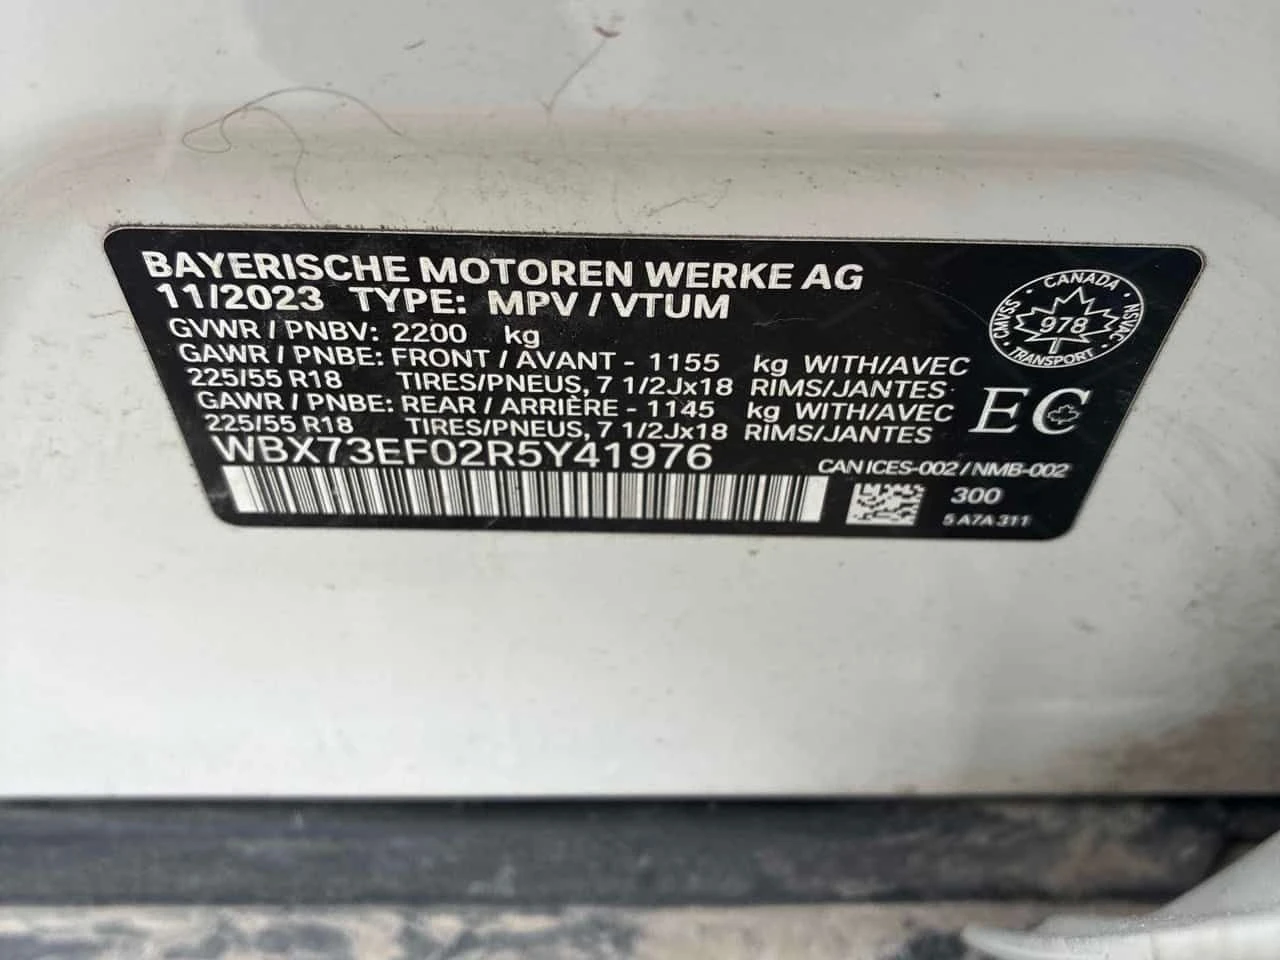 BAYERISCHE MOTOREN WERKE AG
11/2023 TYPE: MPV / VTUM
GVWR / PNBV: 2200 kg
GAWR / PNBE: FRONT / AVANT - 1155 kg WITH/AVEC
225/55 R18 TIRES/PNEUS, 7 1/2Jx18 RIMS/JANTES
GAWR / PNBE: REAR / ARRIÈRE - 1145 kg WITH/AVEC
225/55 R18 TIRES/PNEUS, 7 1/2Jx18 RIMS/JANTES
WBX73EF02R5Y41976
CANADA
CMVSS 978 NSVAC
TRANSPORT
EC
CAN ICES-002 / NMB-002
300
5 A7A 311